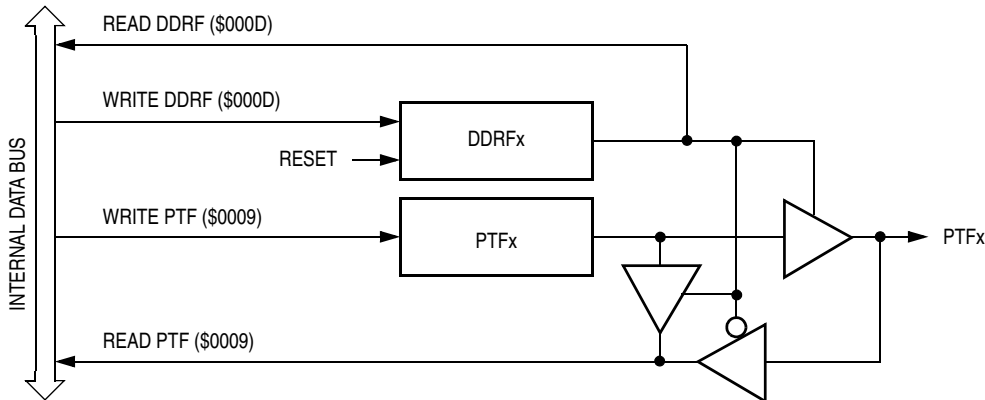 READ DDRF ($000D)
WRITE DDRF ($000D)
DDRFx
RESET
INTERNAL DATA BUS
WRITE PTF ($0009)
PTFx
PTFx
READ PTF ($0009)